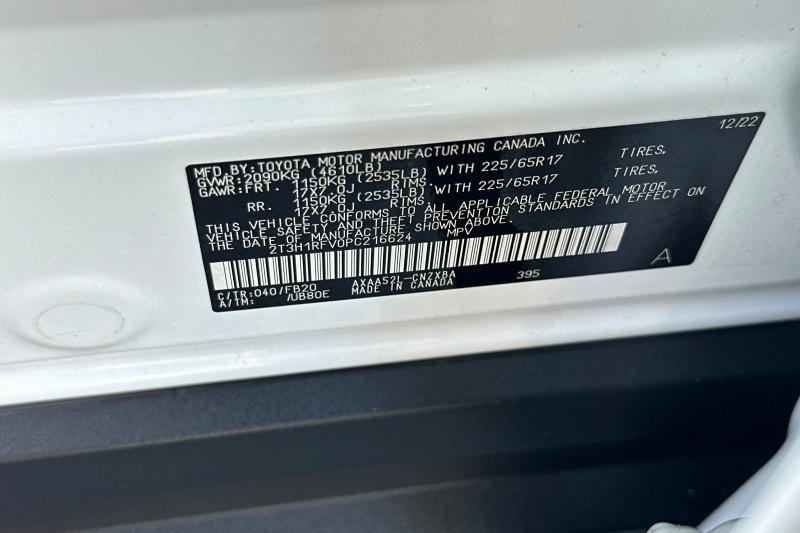 MFD.BY:TOYOTA MOTOR MANUFACTURING CANADA INC. 12/22
GVWR:2090KG (4610LB)
GAWR:FRT. 1150KG (2535LB) WITH 225/65R17 TIRES,
17X7.0J RIMS.
RR. 1150KG (2535LB) WITH 225/65R17 TIRES,
17X7.0J RIMS.
THIS VEHICLE CONFORMS TO ALL APPLICABLE FEDERAL MOTOR
VEHICLE SAFETY AND THEFT PREVENTION STANDARDS IN EFFECT ON
THE DATE OF MANUFACTURE SHOWN ABOVE.
2T3H1RFV0PC216624 MPV
C/TR:040/FB20 AXAA52L-CNZXBA 395 A
A/TM: /UB80E MADE IN CANADA